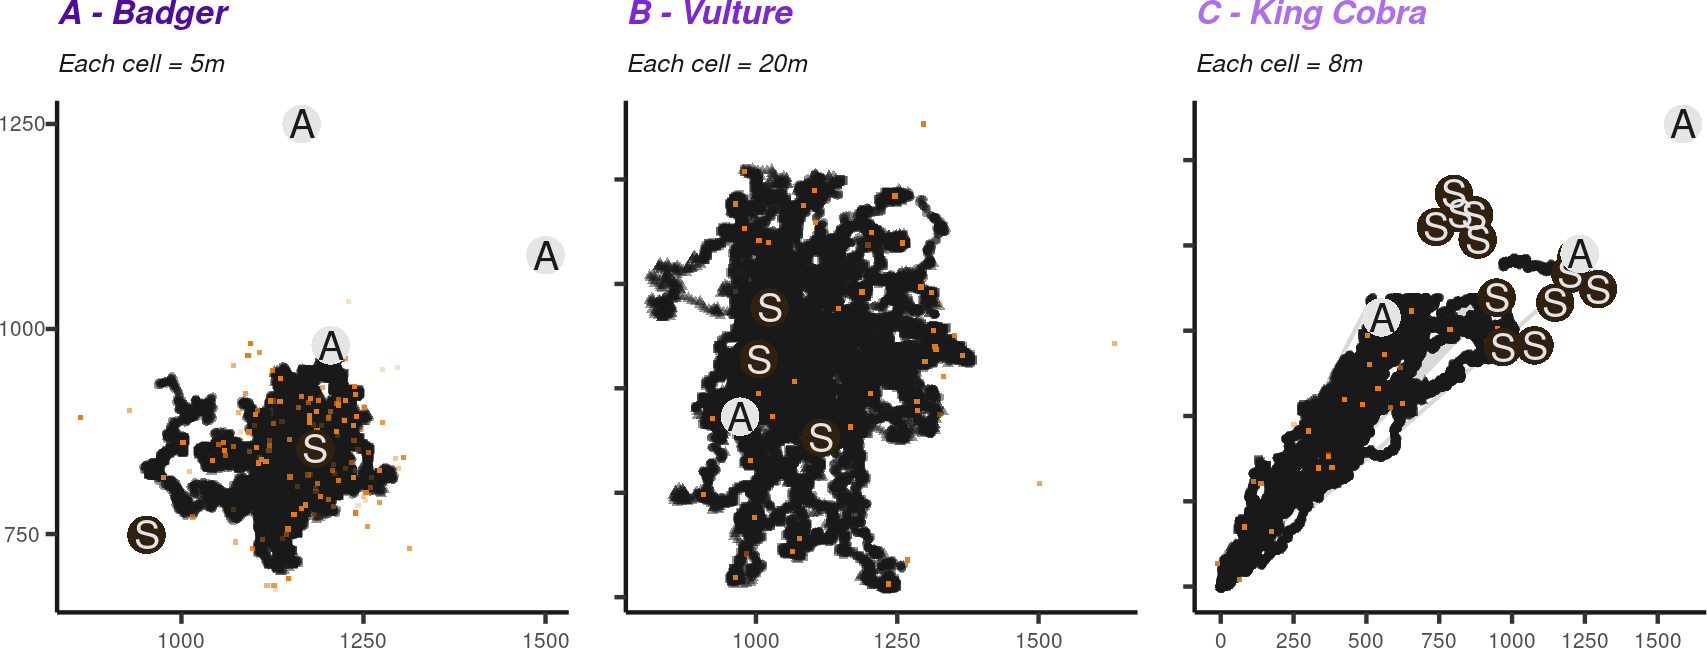 A - Badger
B - Vulture
C - King Cobra
Each cell = 5m
Each cell = 20m
Each cell = 8m
1250
1000
750
A
A
A
S
S
1000
1250
1500
S
S
A
S
1000
1250
1500
A
S
S
S
S
S
A
S
S
S
S
A
S
S
0
250
500
750
1000
1250
1500